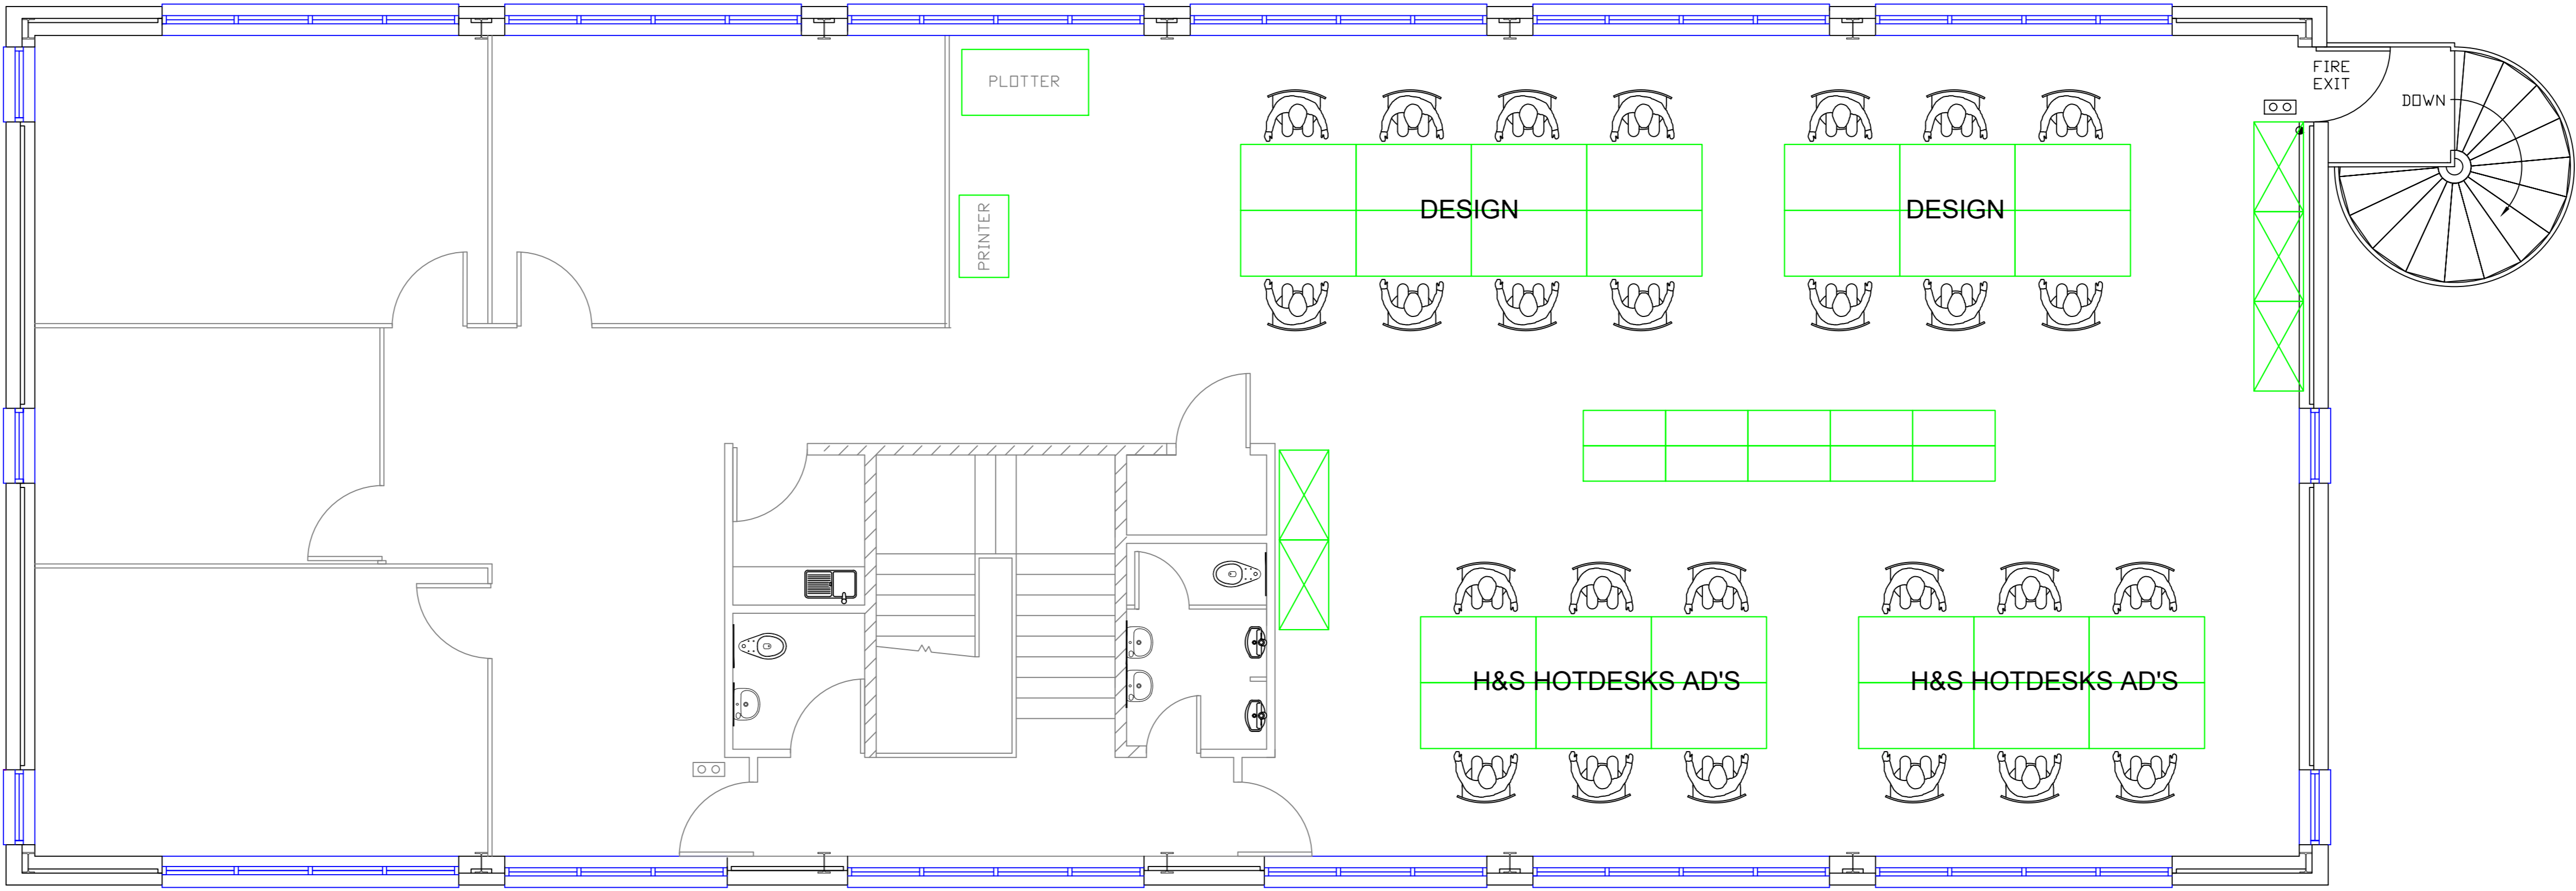 PLOTTER
FIRE
EXIT
DOWN
PRINTER
DESIGN
DESIGN
H&S HOTDESKS AD'S
H&S HOTDESKS AD'S